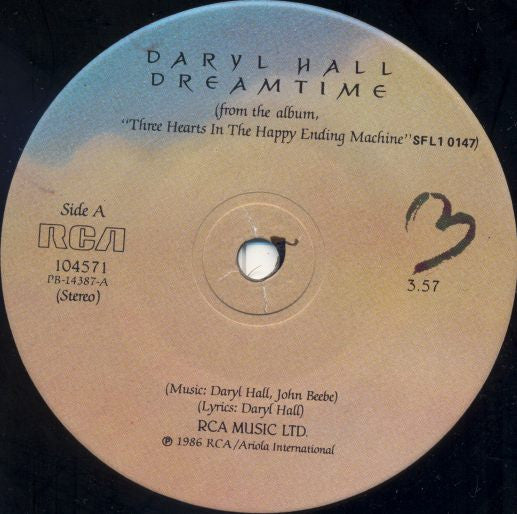 DARYL HALL
DREAMTIME
(from the album,
"Three Hearts In The Happy Ending Machine" SFL1 0147)
Side A
RCA
104571
PB-14387-A
(Stereo)
3.57
(Music: Daryl Hall, John Beebe)
(Lyrics: Daryl Hall)
RCA MUSIC LTD.
℗ 1986 RCA/Ariola International